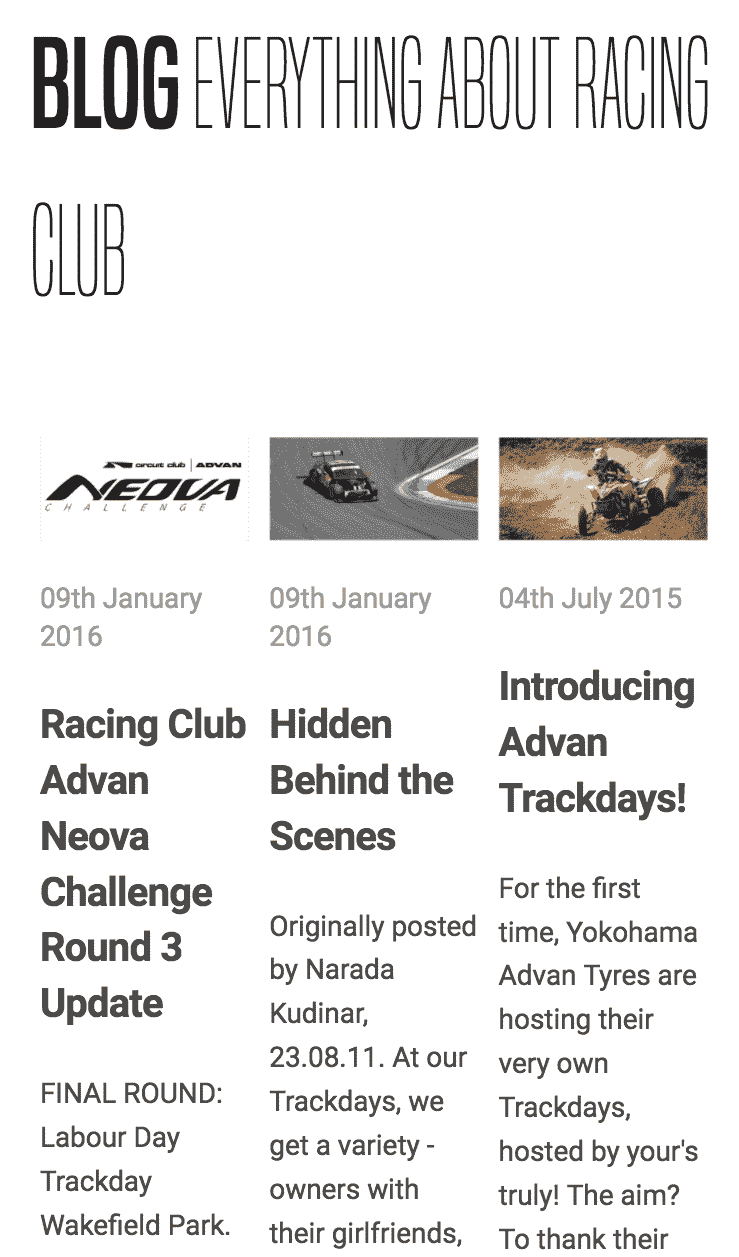 BLOG EVERYTHING ABOUT RACING
CLUB
circuit club | ADVAN
NEOVA
CHALLENGE
09th January
2016
Racing Club
Advan
Neova
Challenge
Round 3
Update
FINAL ROUND:
Labour Day
Trackday
Wakefield Park.
09th January
2016
Hidden
Behind the
Scenes
Originally posted
by Narada
Kudinar,
23.08.11. At our
Trackdays, we
get a variety -
owners with
their girlfriends,
04th July 2015
Introducing
Advan
Trackdays!
For the first
time, Yokohama
Advan Tyres are
hosting their
very own
Trackdays,
hosted by your's
truly! The aim?
To thank their